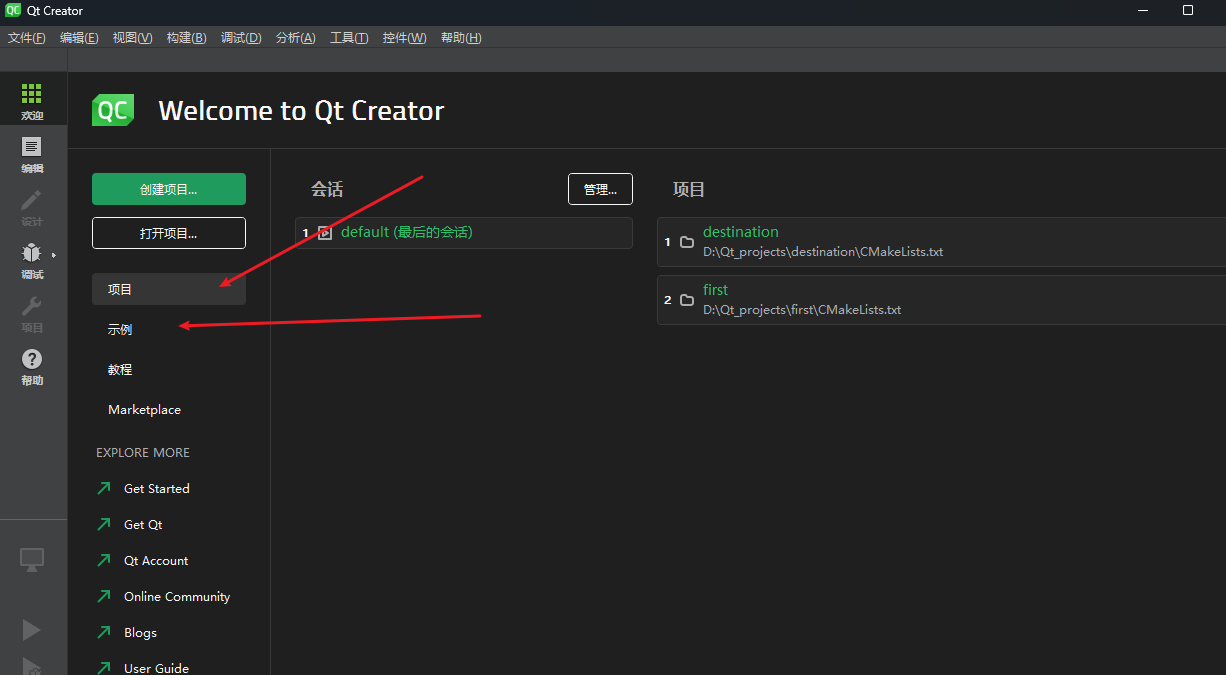 QC Qt Creator
文件(F) 编辑(E) 视图(V) 构建(B) 调试(D) 分析(A) 工具(T) 控件(W) 帮助(H)
欢迎
编辑
设计
调试
项目
帮助
QC Welcome to Qt Creator
创建项目...
打开项目...
项目
示例
教程
Marketplace
EXPLORE MORE
Get Started
Get Qt
Qt Account
Online Community
Blogs
User Guide
会话
管理...
1 default (最后的会话)
项目
1 destination
D:\Qt_projects\destination\CMakeLists.txt
2 first
D:\Qt_projects\first\CMakeLists.txt